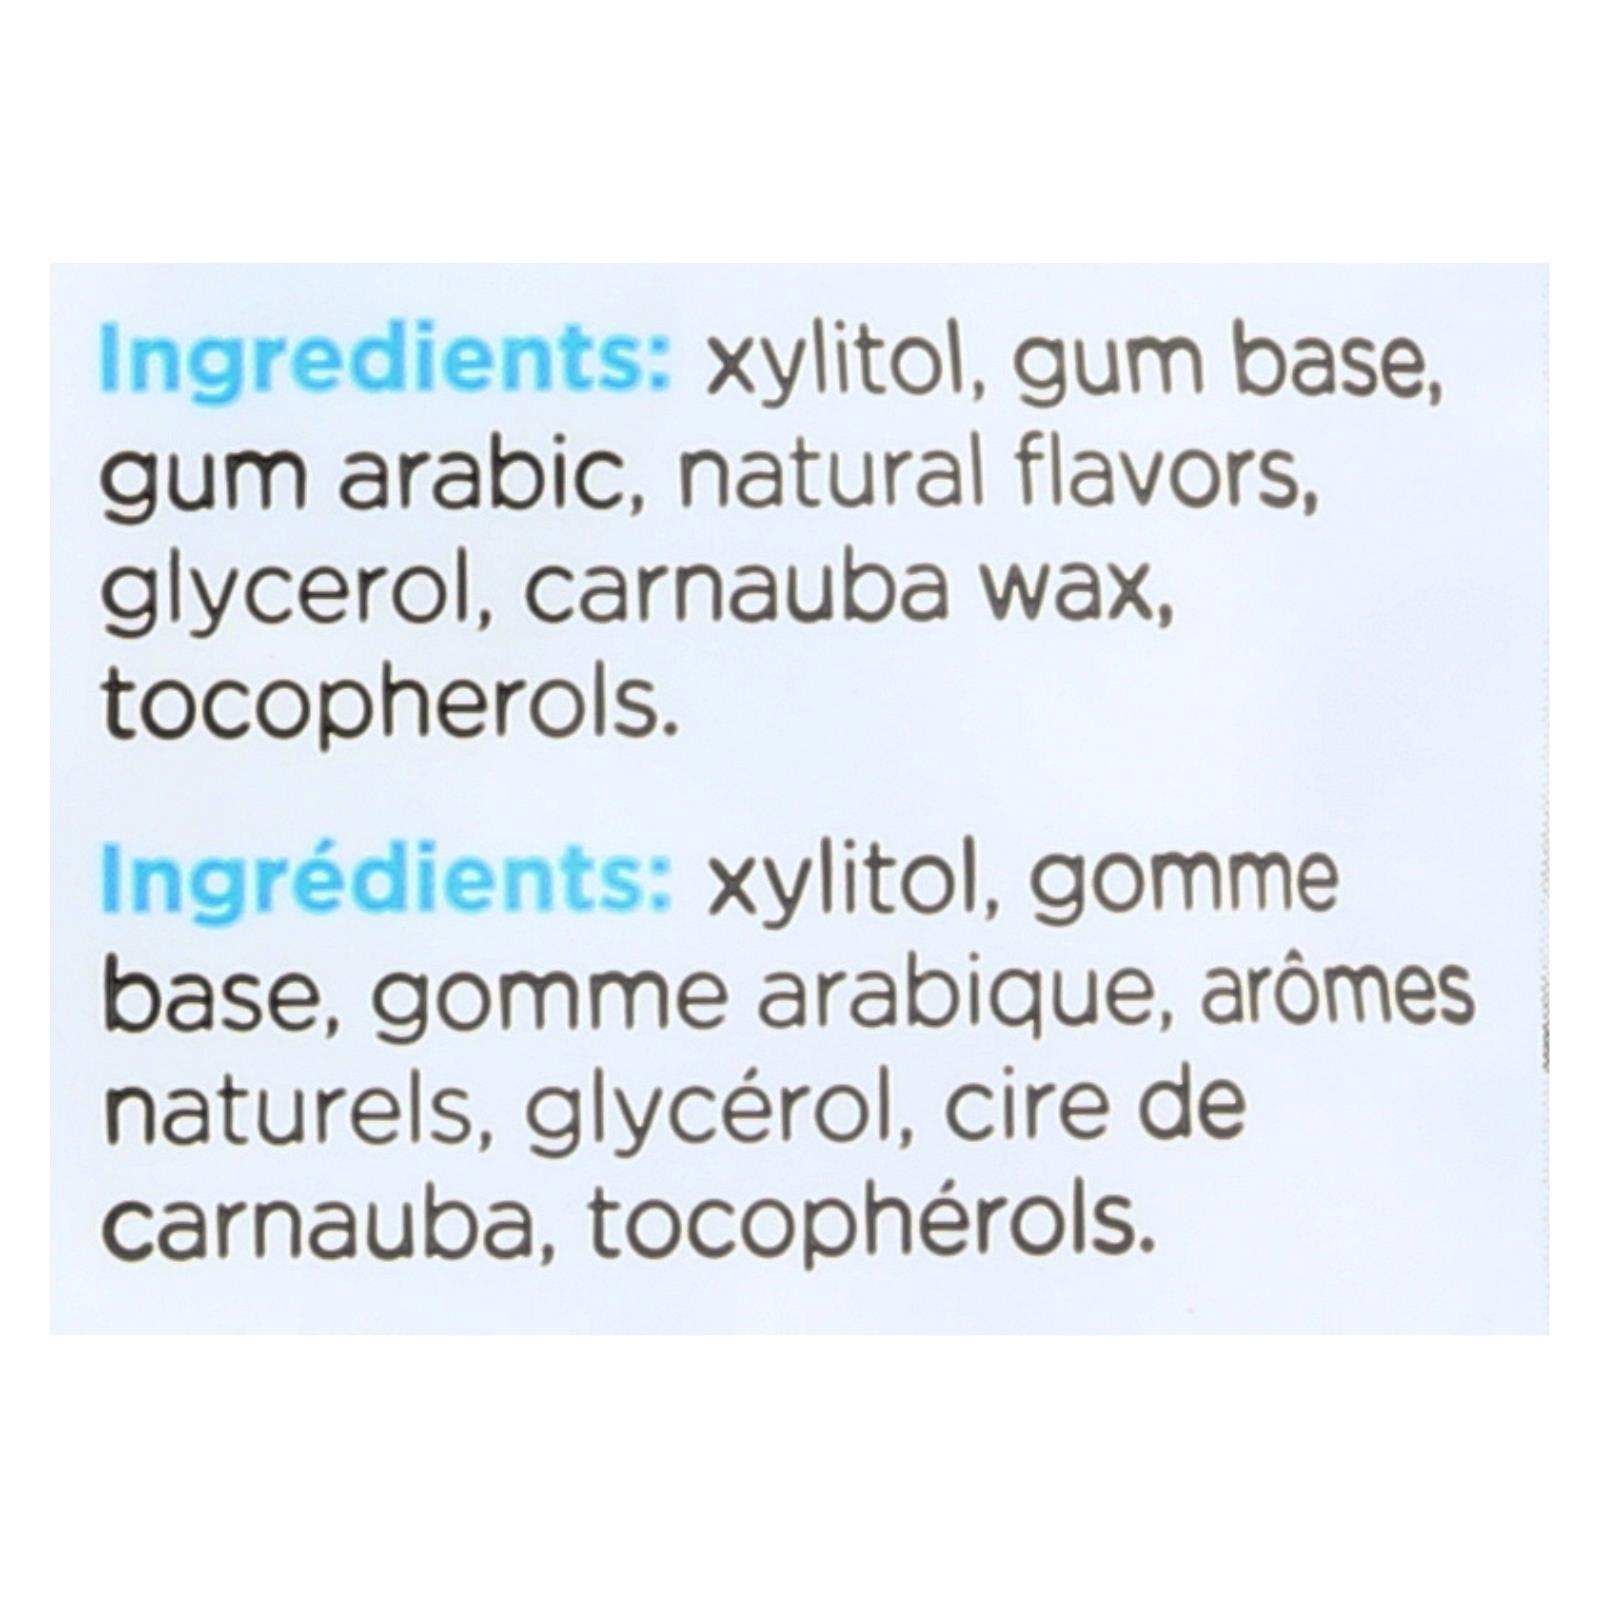 Ingredients: xylitol, gum base,
gum arabic, natural flavors,
glycerol, carnauba wax,
tocopherols.
Ingrédients: xylitol, gomme
base, gomme arabique, arômes
naturels, glycérol, cire de
carnauba, tocophérols.